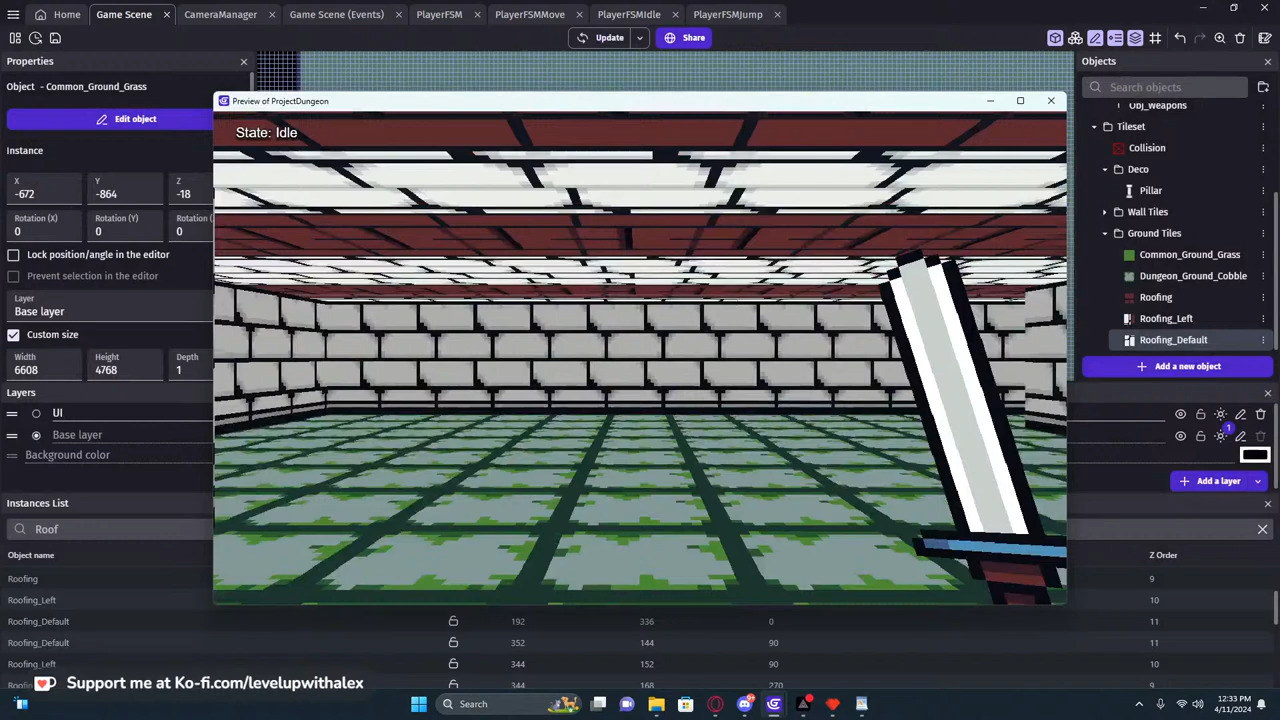 Home
Game Scene
CameraManager
Game Scene (Events)
PlayerFSM
PlayerFSMMove
PlayerFSMIdle
PlayerFSMJump
Update
Share
Properties
Objects
Object - Common_Ground_Grass
Search objects
Edit object
Preview of ProjectDungeon
State: Idle
Instance
X
-672
Y
-864
Z
-18
Rotation (X)
0
Rotation (Y)
0
Rotation (
0
Lock position/angle in the editor
Prevent selection in the editor
Layer
Base layer
Custom size
Width
6608
Height
4768
Depth
1
Layers
UI
Base layer
Background color
Obj_Weapons
Tileset
Collision
Deco
Pillar
Wall Tiles
Ground Tiles
Common_Ground_Grass
Dungeon_Ground_Cobble
Roofing
Roofing_Left
Roofing_Default
Add a new object
1
Add a layer
Instances List
Roof
Object name
Z Order
Roofing
9
Roofing_Left
10
Roofing_Default 192 336 0 11
Roofing_Default 352 144 90 11
Roofing_Left 344 152 90 10
344 168 270 9
Support me at Ko-fi.com/levelupwithalex
Search
12:33 PM
4/13/2024